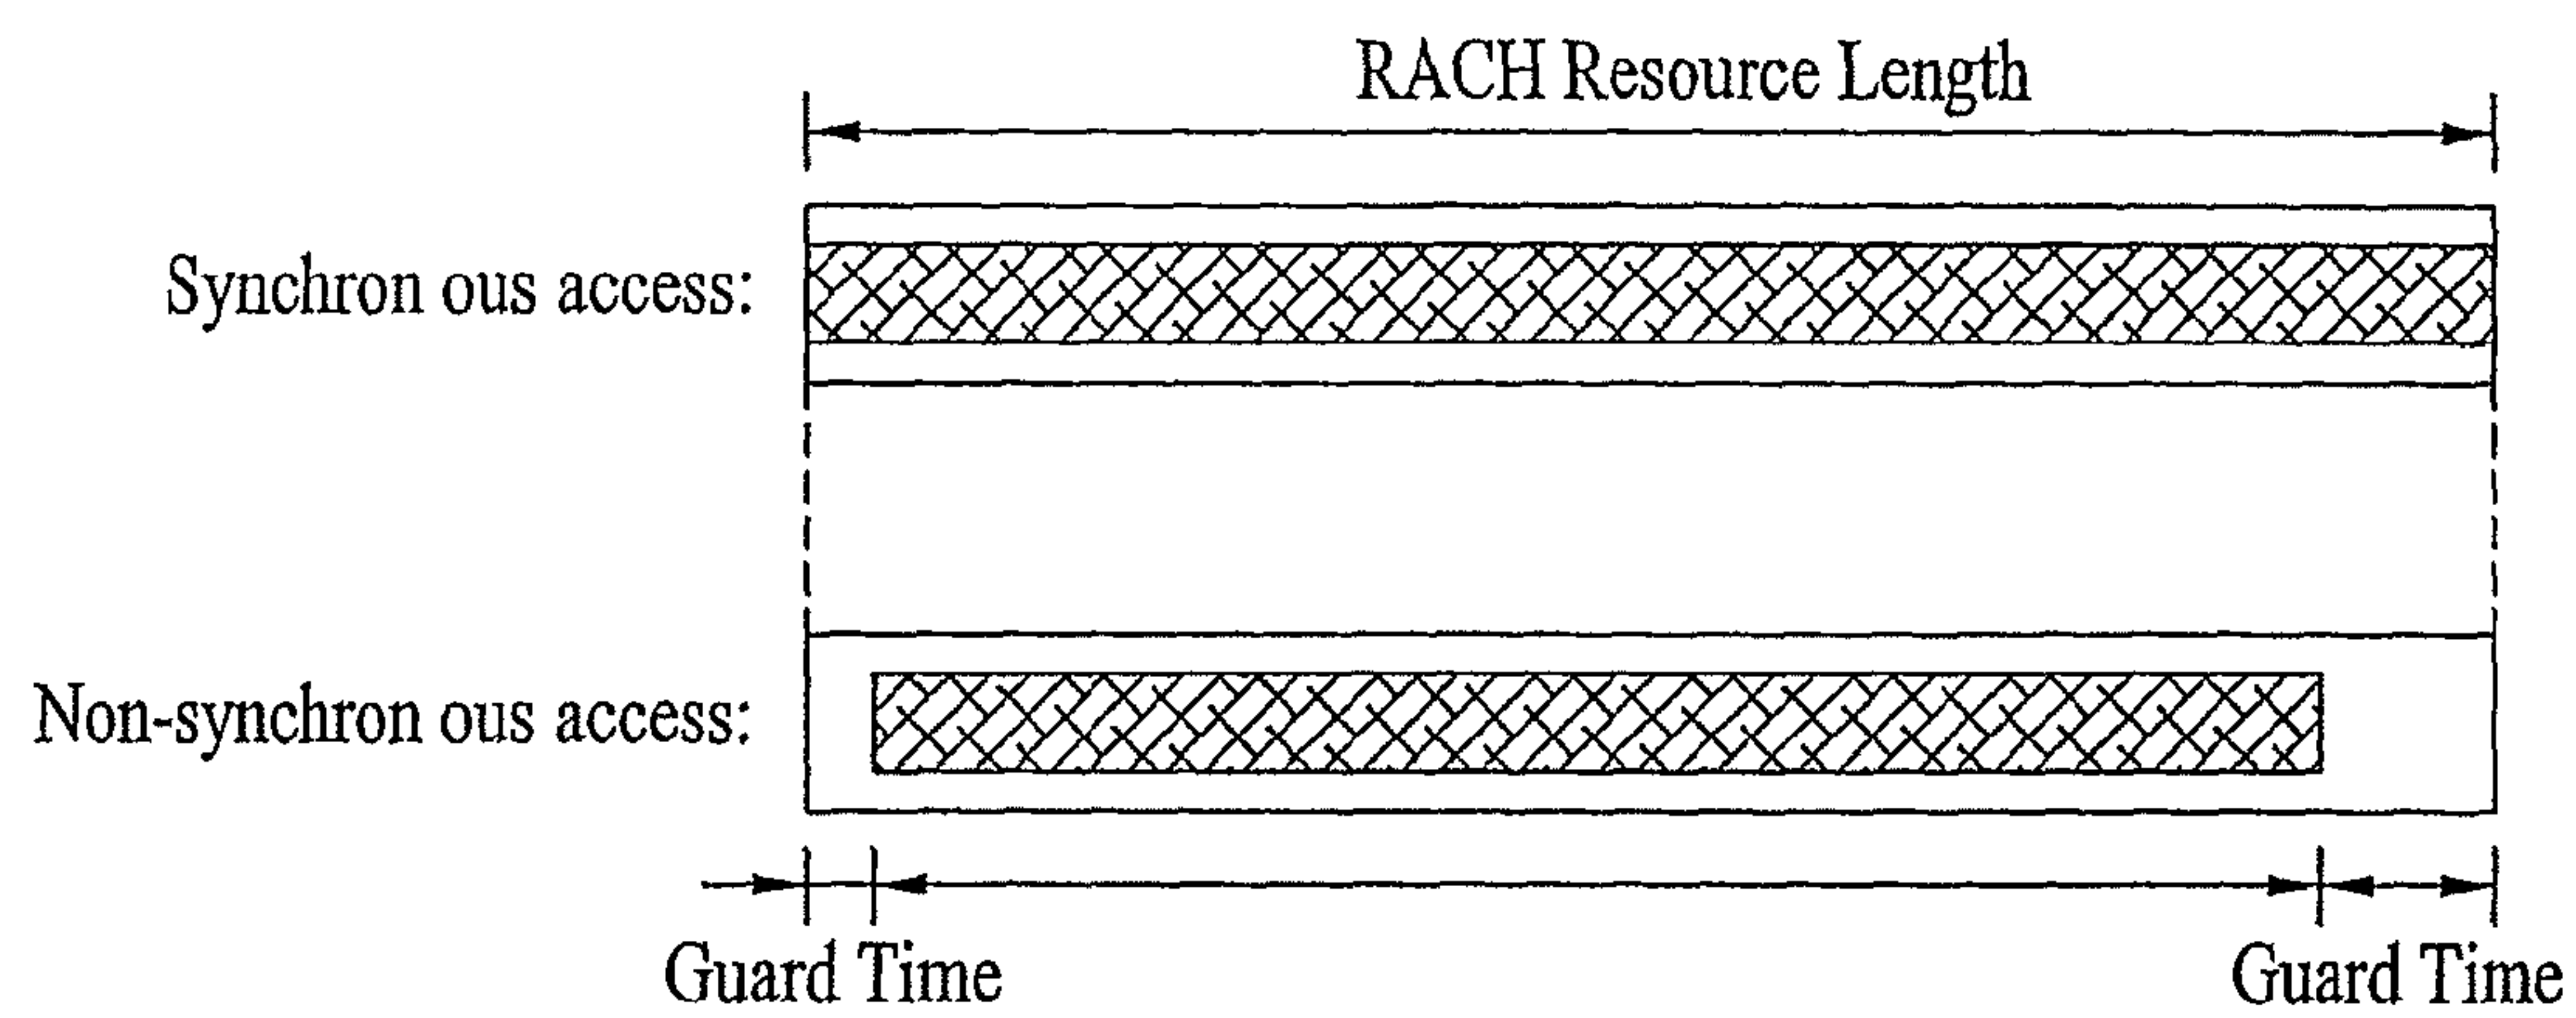 RACH Resource Length
Synchron ous access:
Non-synchron ous access:
Guard Time
Guard Time